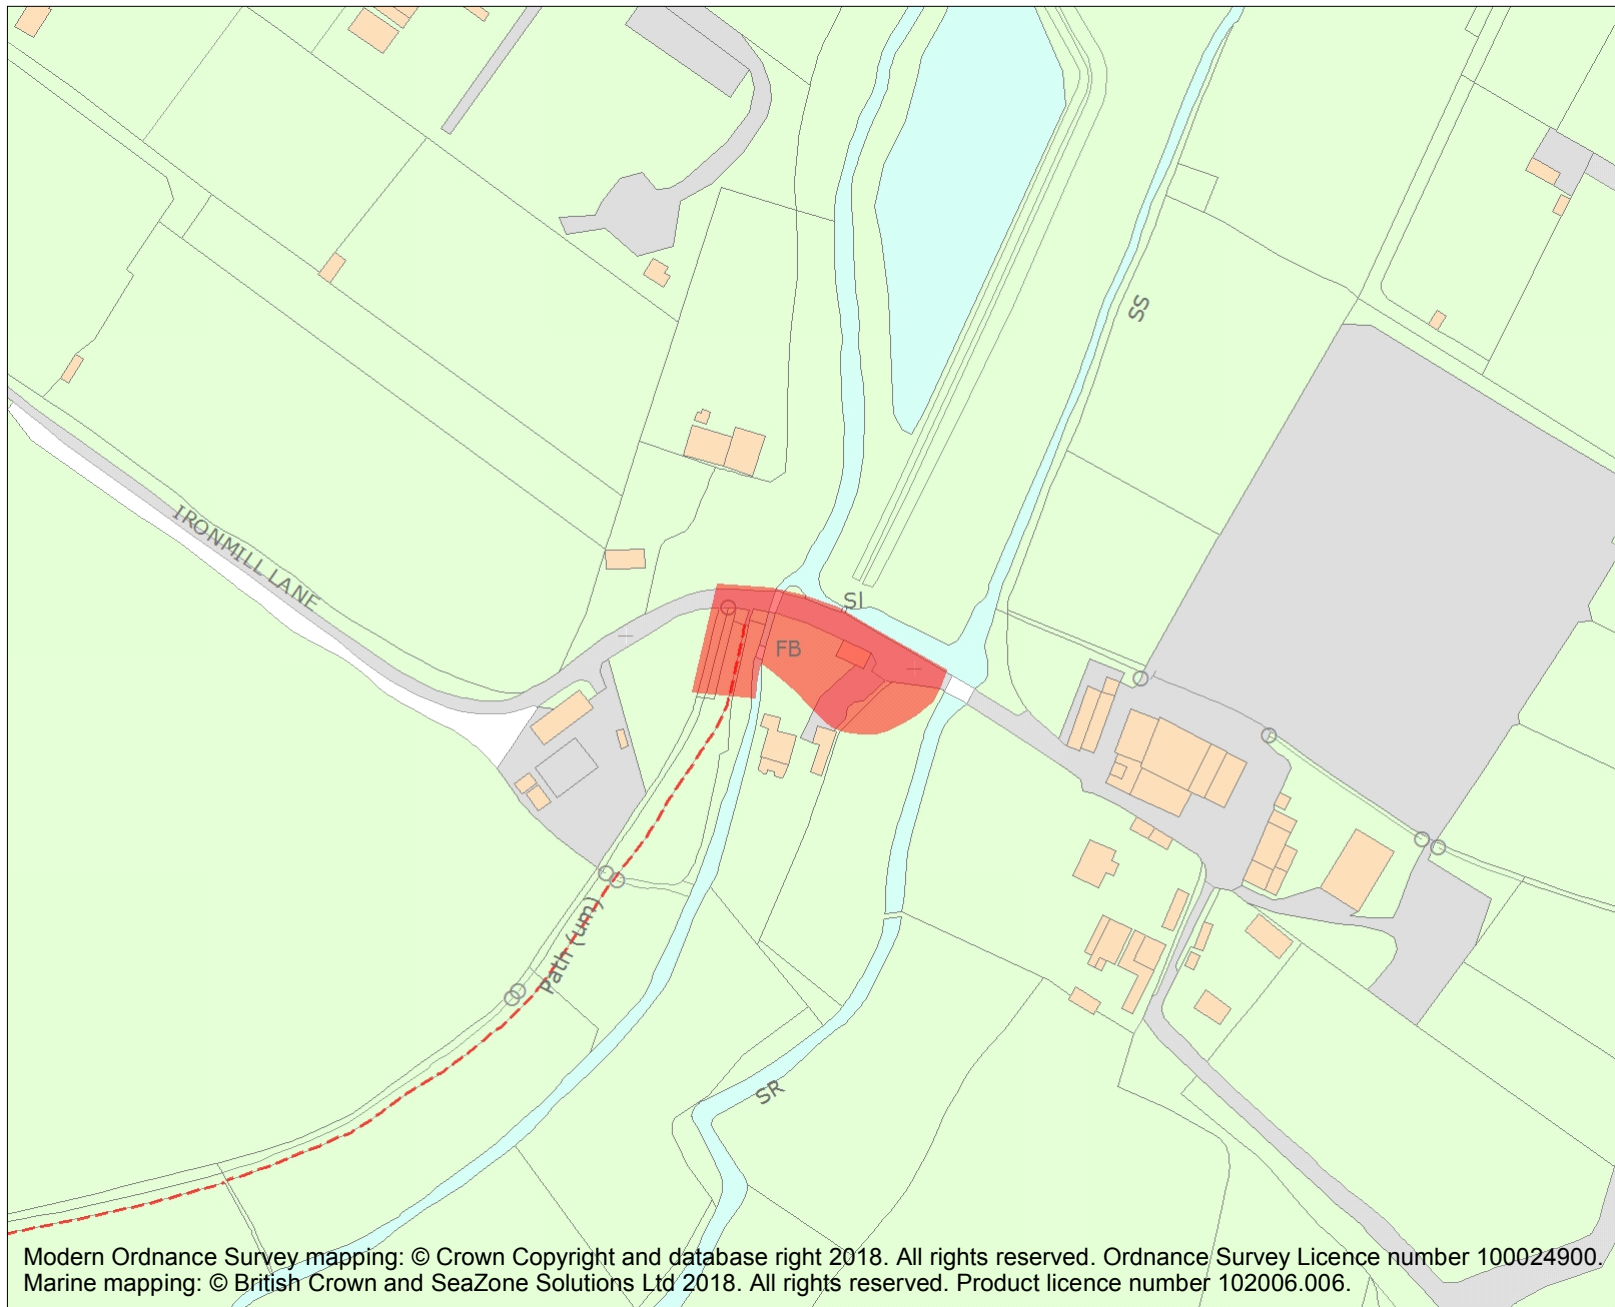 SS
IRONMILL LANE
Sl
FB
Path (um)
SR
Modern Ordnance Survey mapping: © Crown Copyright and database right 2018. All rights reserved. Ordnance Survey Licence number 100024900.
Marine mapping: © British Crown and SeaZone Solutions Ltd 2018. All rights reserved. Product licence number 102006.006.